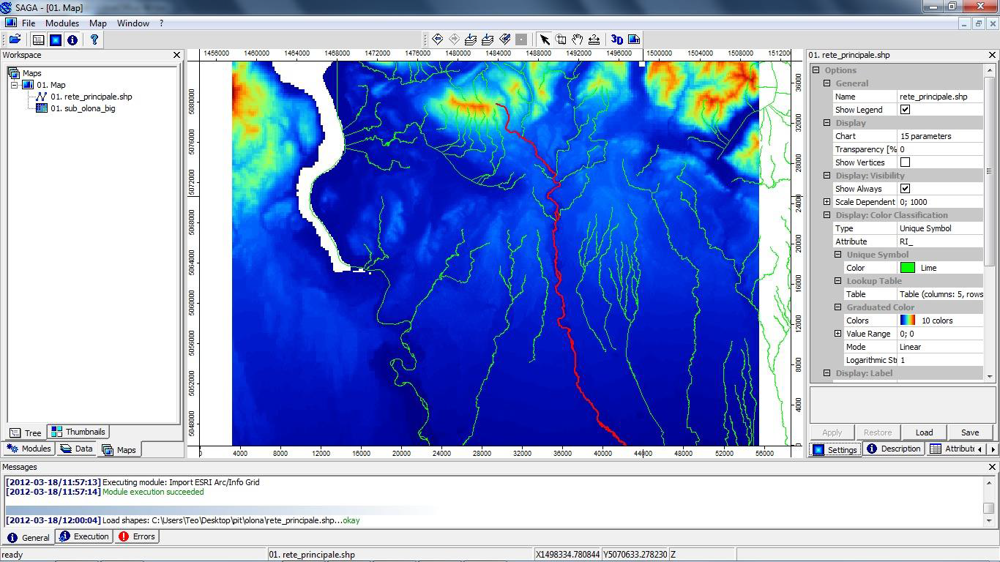 SAGA - [01. Map]
File Modules Map Window ?
3D
Workspace
Maps
01. Map
01. rete_principale.shp
01. sub_olona_big
Tree Thumbnails
Modules Data Maps
1456000 1460000 1464000 1468000 1472000 1476000 1480000 1484000 1488000 1492000 1496000 1500000 1504000 1508000 1512000
5080000
5076000
5072000
5068000
5064000
5060000
5056000
5052000
5048000
36000
32000
28000
24000
20000
16000
12000
8000
4000
0
0 4000 8000 12000 16000 20000 24000 28000 32000 36000 40000 44000 48000 52000 56000
01. rete_principale.shp
Options
General
Name rete_principale.shp
Show Legend
Display
Chart 15 parameters
Transparency [% 0
Show Vertices
Display: Visibility
Show Always
Scale Dependent 0; 1000
Display: Color Classification
Type Unique Symbol
Attribute RI_
Unique Symbol
Color Lime
Lookup Table
Table Table (columns: 5, rows
Graduated Color
Colors 10 colors
Value Range 0; 0
Mode Linear
Logarithmic Str 1
Display: Label
Apply Restore Load Save
Settings Description Attribute
Messages
[2012-03-18/11:57:13] Executing module: Import ESRI Arc/Info Grid
[2012-03-18/11:57:14] Module execution succeeded
[2012-03-18/12:00:04] Load shapes: C:\Users\Teo\Desktop\pit\olona\rete_principale.shp...okay
General Execution Errors
ready 01. rete_principale.shp X1498334.780844 Y5070633.278230 Z